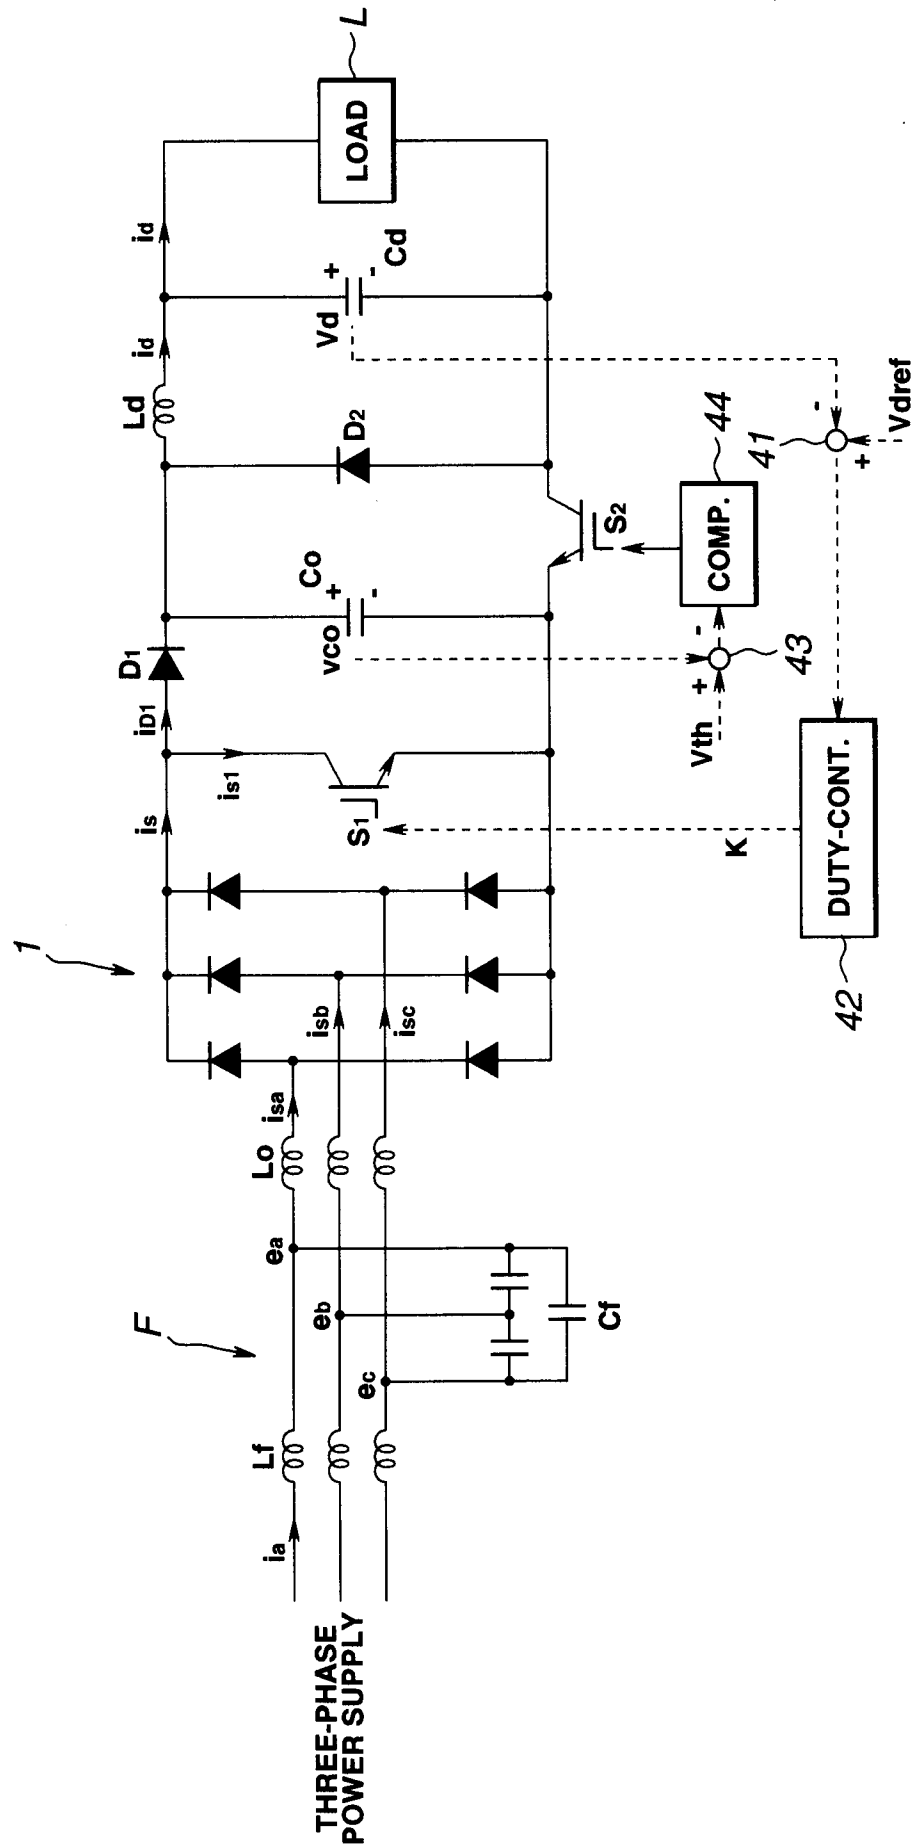 THREE-PHASE
POWER SUPPLY
F
1
ia
Lf
ea
eb
ec
Cf
Lo
isa
isb
isc
is
is1
S1
iD1
D1
vco
+
-
Co
D2
Ld
id
id
Vd
+
-
Cd
LOAD
L
S2
K
Vth
+
-
43
COMP.
44
41
-
+
Vdref
DUTY-CONT.
42